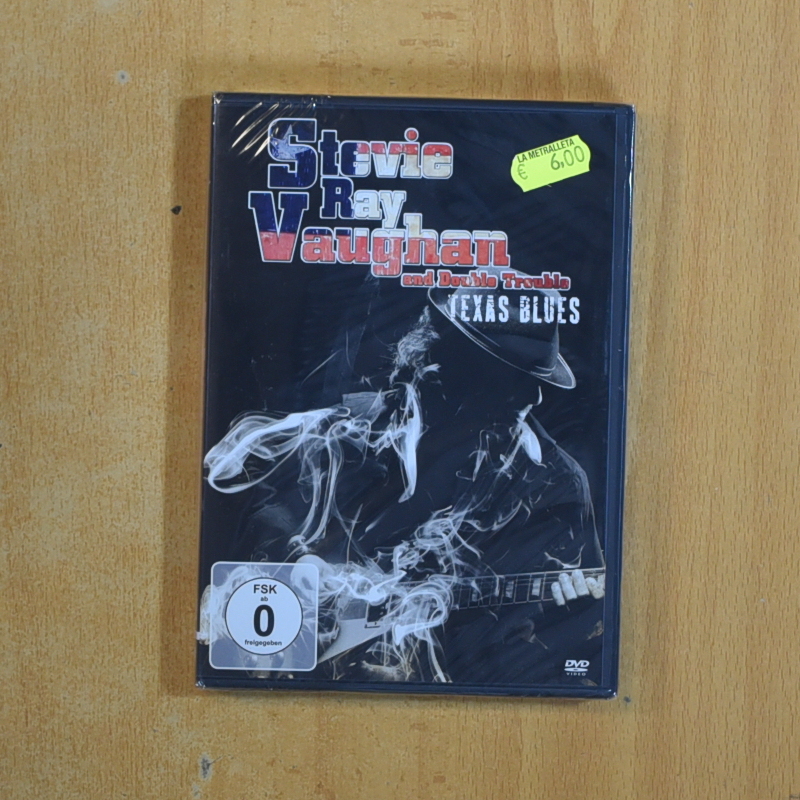 Stevie
Ray
Vaughan
and Double Trouble
TEXAS BLUES
LA METRALLETA
€ 6,00
FSK
ab
0
freigegeben
DVD
VIDEO